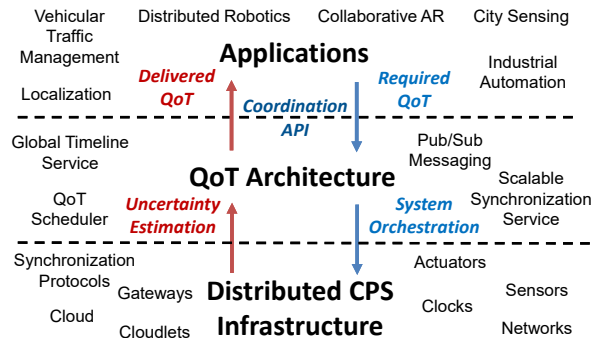 Vehicular
Traffic
Management
Distributed Robotics
Collaborative AR
City Sensing
Applications
Industrial
Automation
Localization
Delivered
QoT
Coordination
API
Required
QoT
Global Timeline
Service
Pub/Sub
Messaging
QoT Architecture
QoT
Scheduler
Uncertainty
Estimation
System
Orchestration
Scalable
Synchronization
Service
Synchronization
Protocols
Gateways
Cloud
Cloudlets
Distributed CPS
Infrastructure
Actuators
Clocks
Sensors
Networks